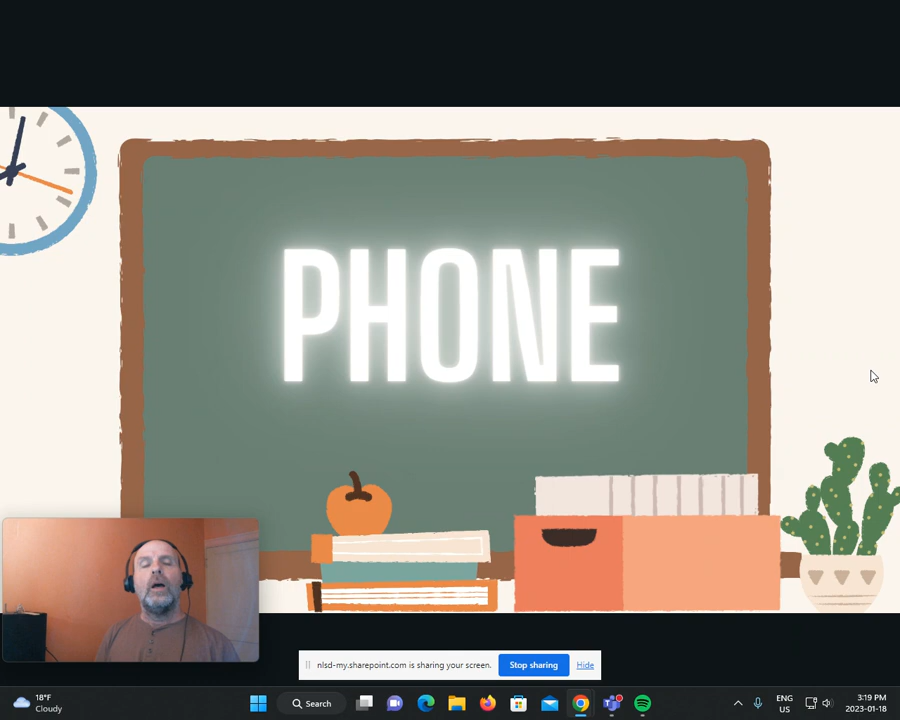 PHONE
nlsd-my.sharepoint.com is sharing your screen.
Stop sharing
Hide
18°F
Cloudy
Search
ENG
US
3:19 PM
2023-01-18